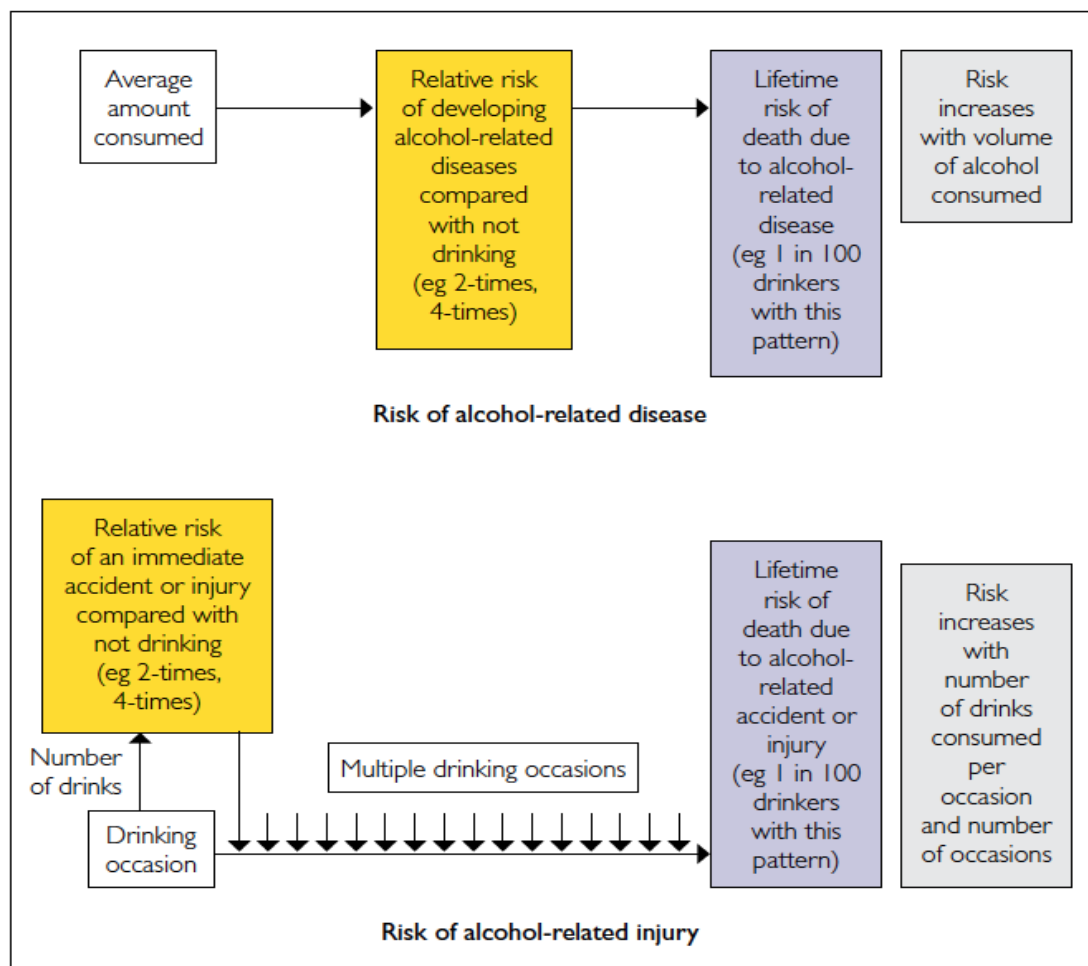 Average
amount
consumed
Relative risk
of developing
alcohol-related
diseases
compared
with not
drinking
(eg 2-times,
4-times)
Lifetime
risk of
death due
to alcohol-
related
disease
(eg 1 in 100
drinkers
with this
pattern)
Risk
increases
with volume
of alcohol
consumed
Risk of alcohol-related disease
Relative risk
of an immediate
accident or injury
compared with
not drinking
(eg 2-times,
4-times)
Number
of drinks
Drinking
occasion
Multiple drinking occasions
Lifetime
risk of
death due
to alcohol-
related
accident or
injury
(eg 1 in 100
drinkers
with this
pattern)
Risk
increases
with
number
of drinks
consumed
per
occasion
and number
of occasions
Risk of alcohol-related injury